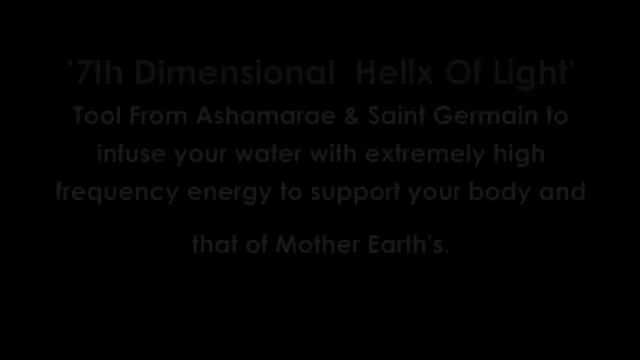 '7th Dimensional Helix Of Light'
Tool From Ashamarae & Saint Germain to
infuse your water with extremely high
frequency energy to support your body and
that of Mother Earth's.